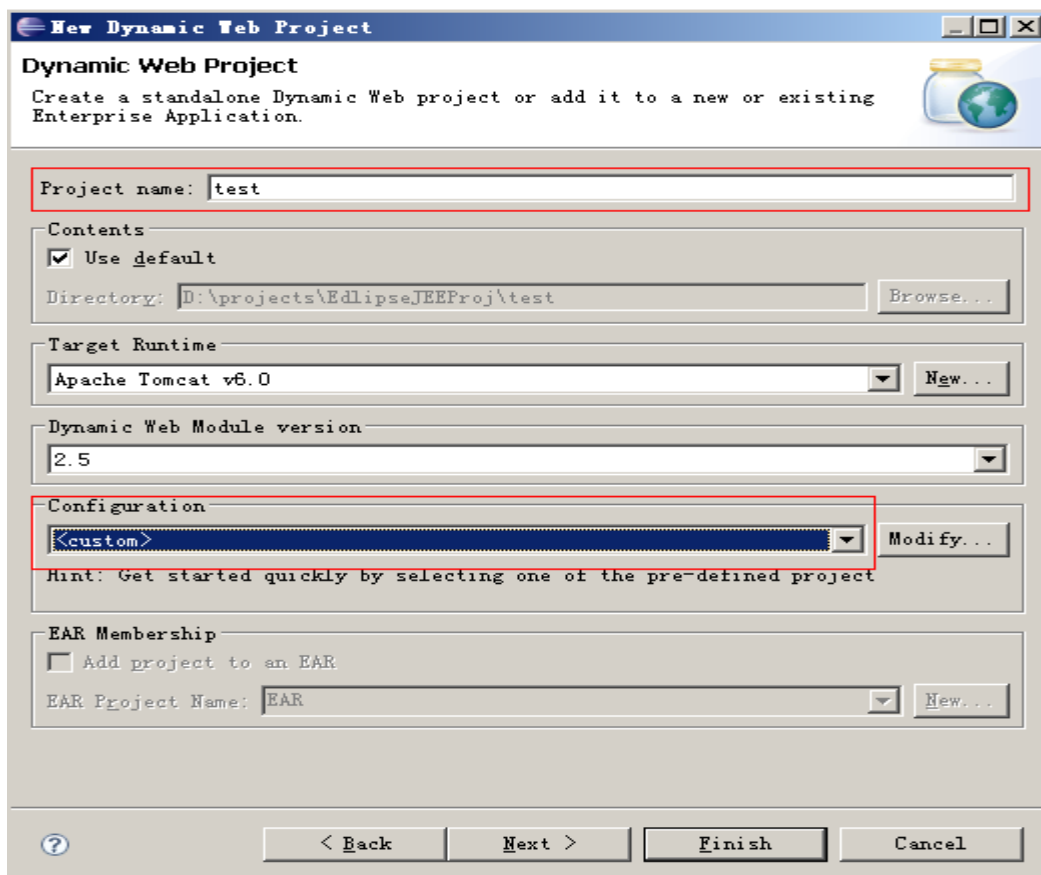 New Dynamic Web Project
Dynamic Web Project
Create a standalone Dynamic Web project or add it to a new or existing
Enterprise Application.
Project name: test
Contents
Use default
Directory: D:\projects\EdlipseJEEProj\test Browse...
Target Runtime
Apache Tomcat v6.0 New...
Dynamic Web Module version
2.5
Configuration
<custom> Modify...
Hint: Get started quickly by selecting one of the pre-defined project
EAR Membership
Add project to an EAR
EAR Project Name: EAR New...
? < Back Next > Finish Cancel